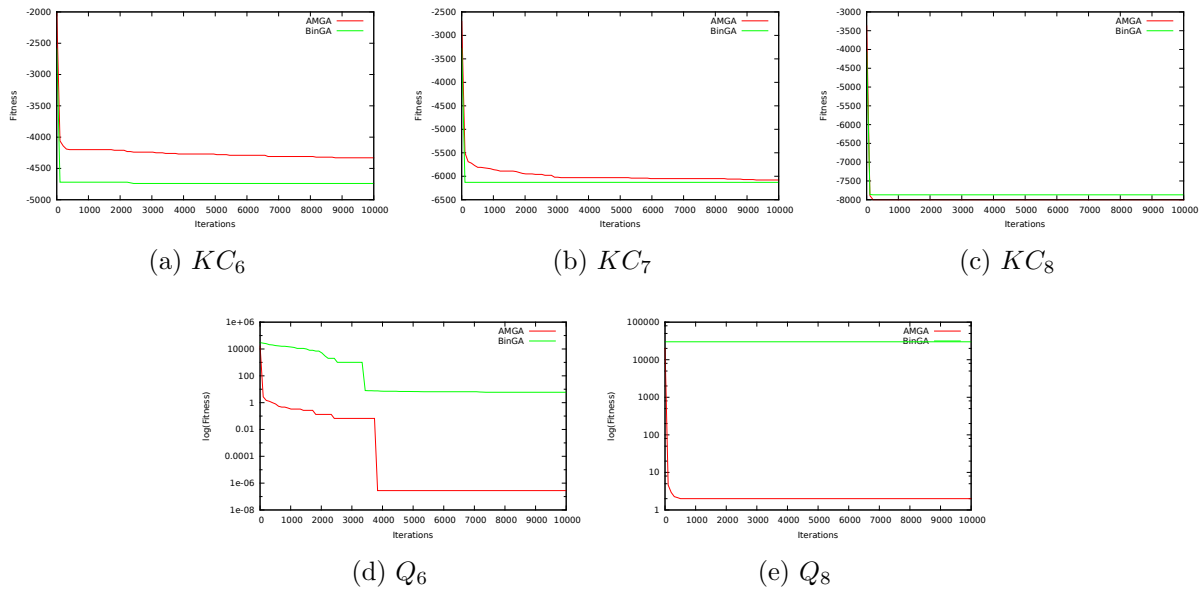 -2000
-2500
-3000
-3500
-4000
-4500
-5000
0 1000 2000 3000 4000 5000 6000 7000 8000 9000 10000
Fitness
Iterations
AMGA
BinGA
(a) KC6
-2500
-3000
-3500
-4000
-4500
-5000
-5500
-6000
-6500
0 1000 2000 3000 4000 5000 6000 7000 8000 9000 10000
Fitness
Iterations
AMGA
BinGA
(b) KC7
-3000
-3500
-4000
-4500
-5000
-5500
-6000
-6500
-7000
-7500
-8000
0 1000 2000 3000 4000 5000 6000 7000 8000 9000 10000
Fitness
Iterations
AMGA
BinGA
(c) KC8
1e+06
10000
100
1
0.01
0.0001
1e-06
1e-08
0 1000 2000 3000 4000 5000 6000 7000 8000 9000 10000
log(Fitness)
Iterations
AMGA
BinGA
(d) Q6
100000
10000
1000
100
10
1
0 1000 2000 3000 4000 5000 6000 7000 8000 9000 10000
log(Fitness)
Iterations
AMGA
BinGA
(e) Q8